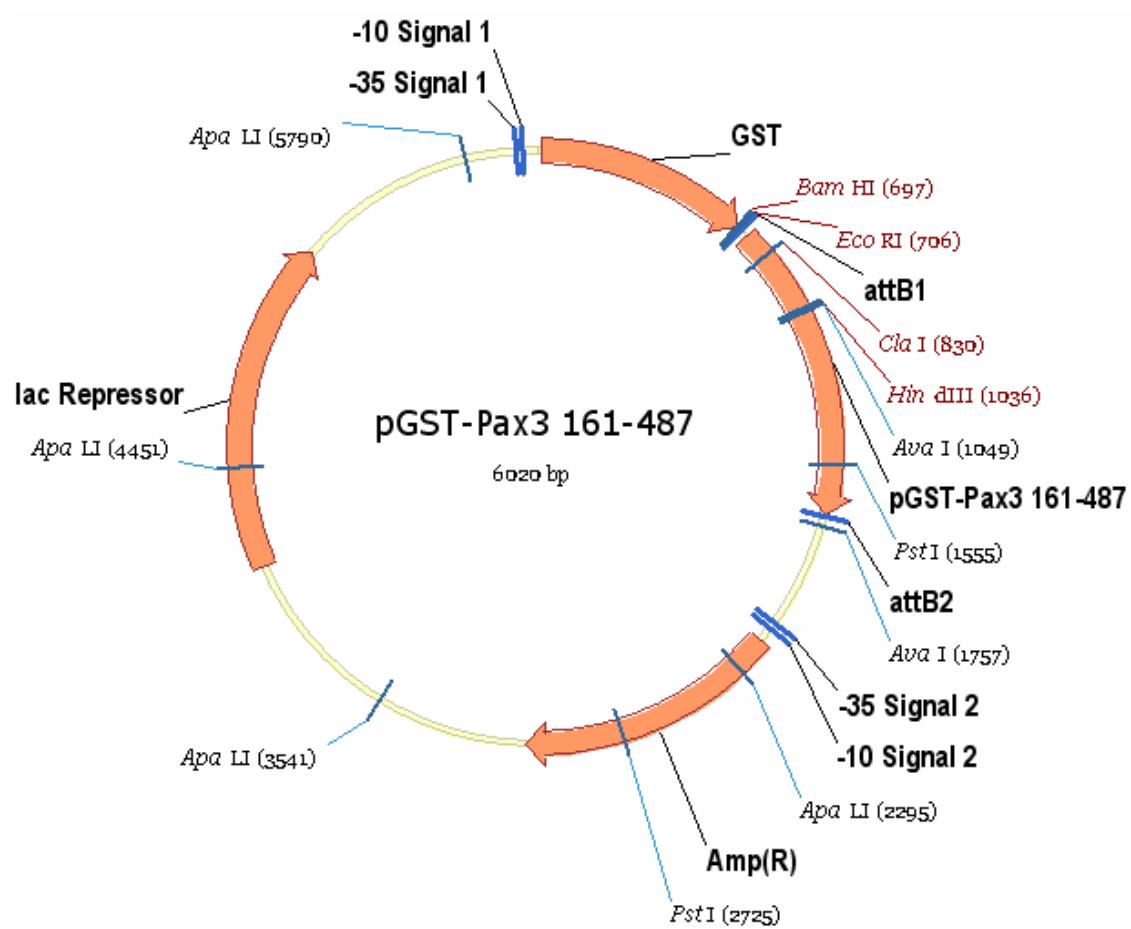 -10 Signal 1
-35 Signal 1
Apa LI (5790)
GST
Bam HI (697)
Eco RI (706)
attB1
Cla I (830)
Hin dIII (1036)
lac Repressor
pGST-Pax3 161-487
Apa LI (4451)
Ava I (1049)
6020 bp
pGST-Pax3 161-487
Pst I (1555)
attB2
Ava I (1757)
-35 Signal 2
-10 Signal 2
Apa LI (3541)
Apa LI (2295)
Amp(R)
Pst I (2725)